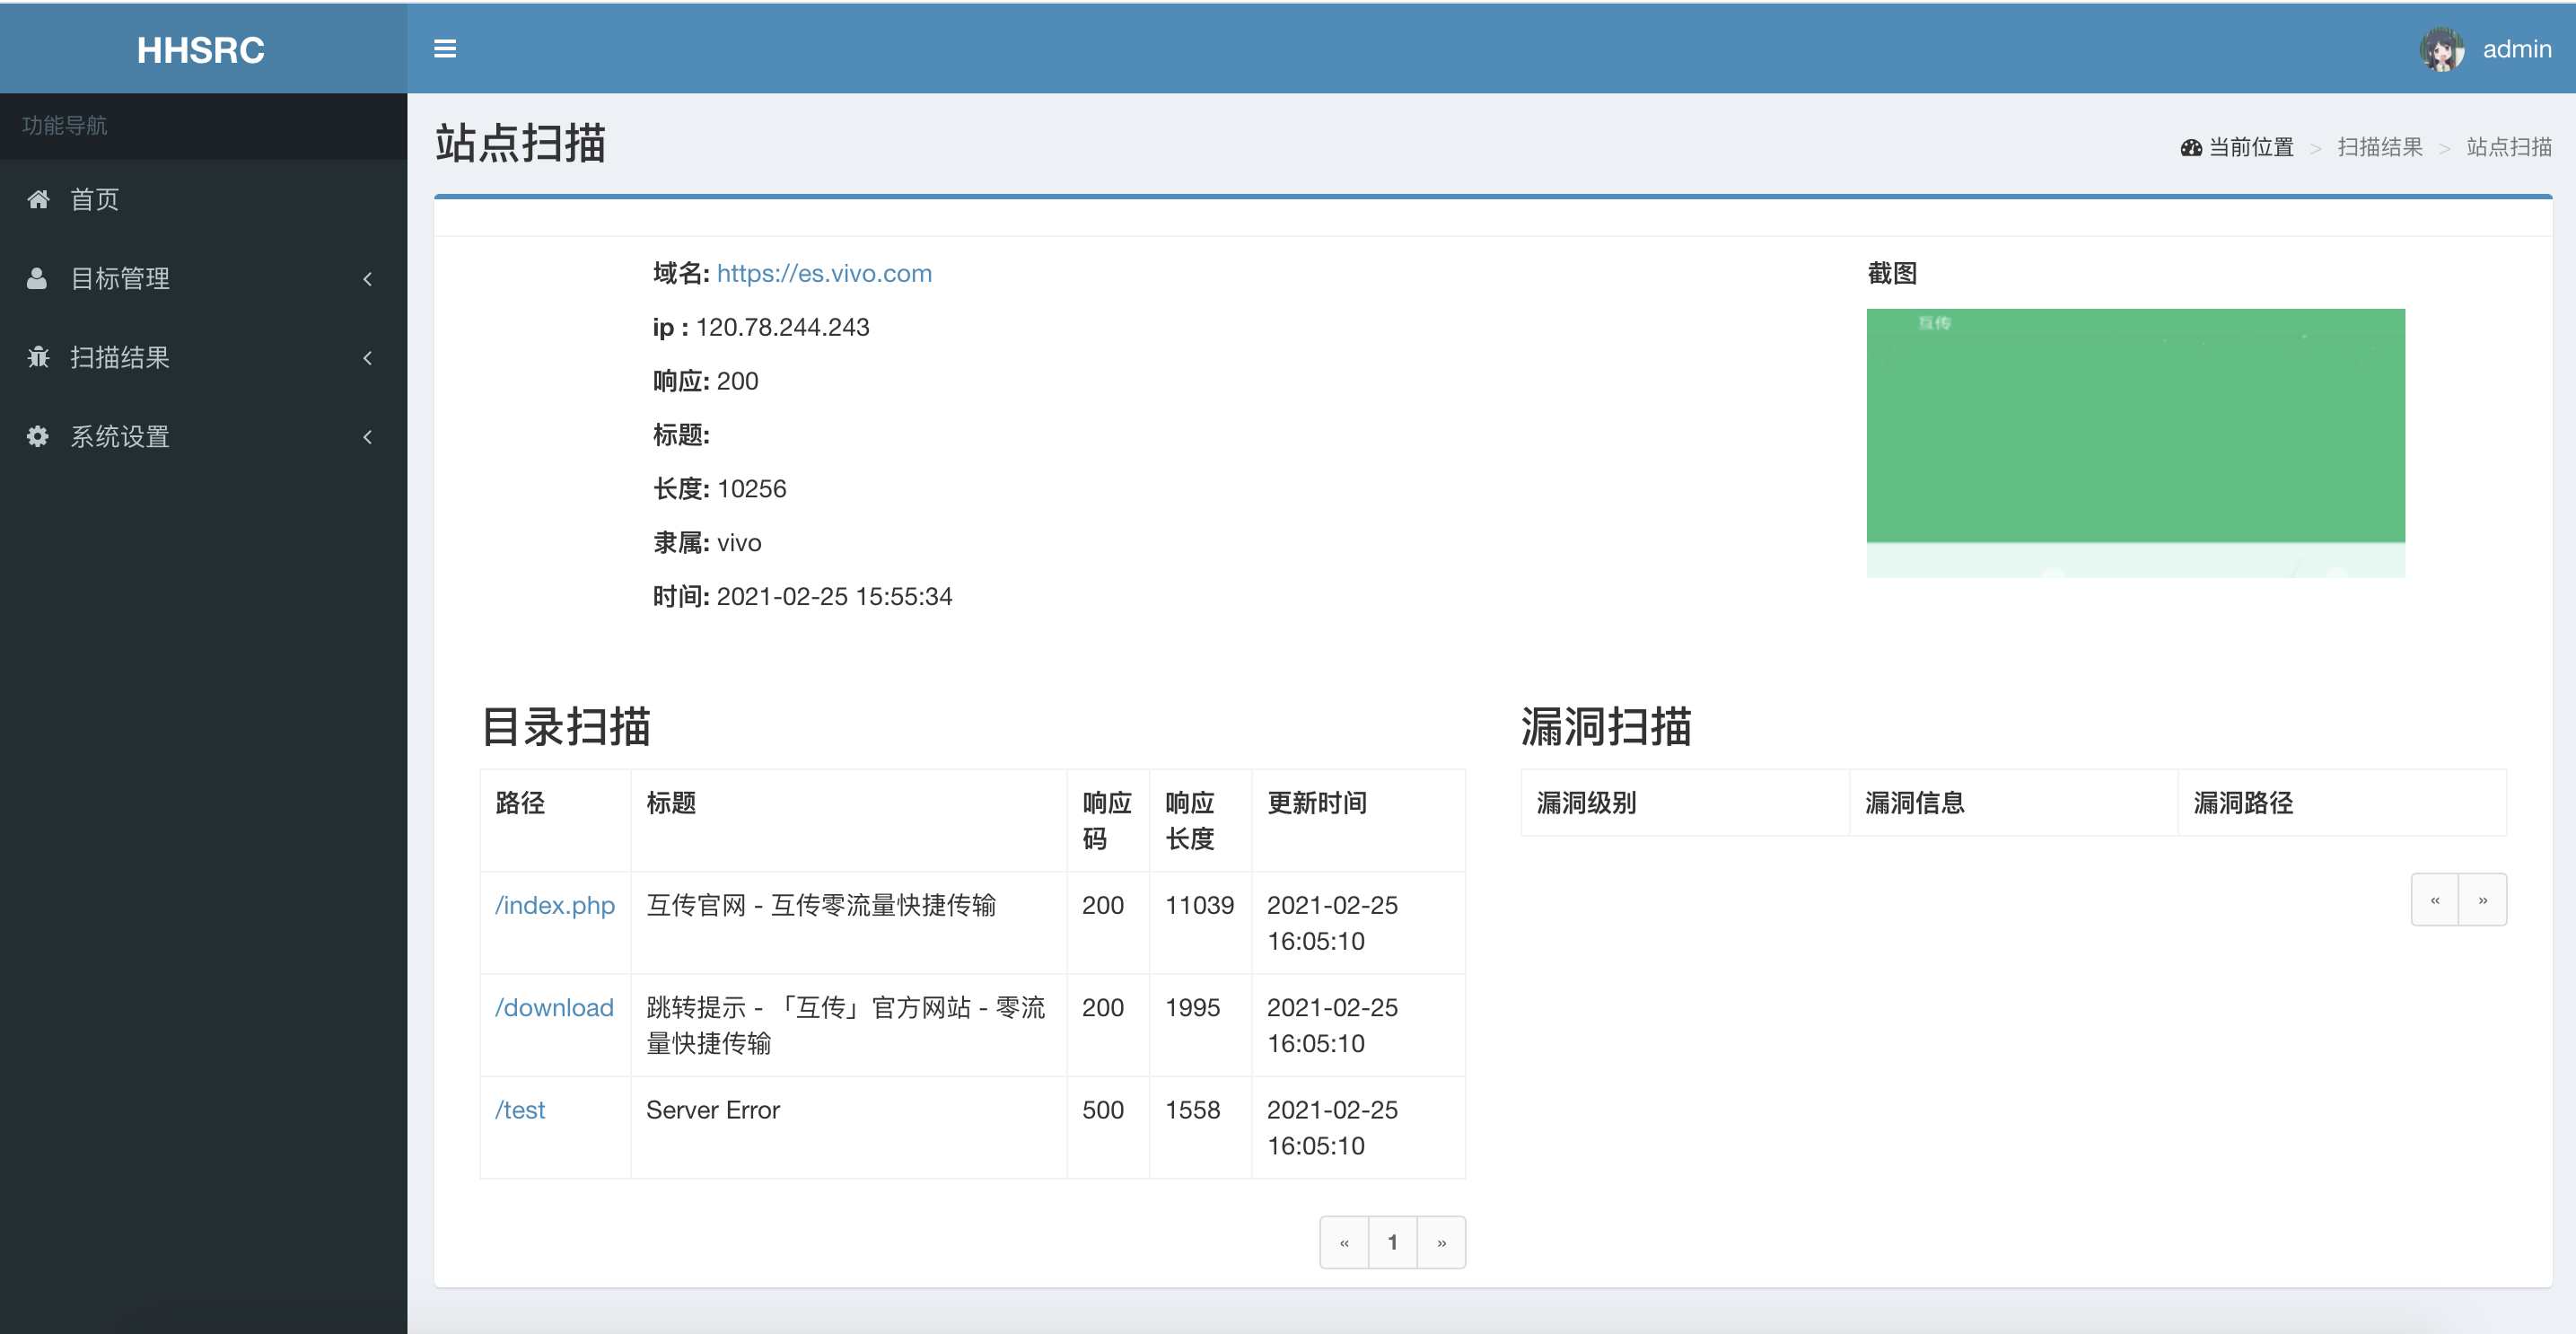 HHSRC
admin
功能导航
首页
目标管理
扫描结果
系统设置
站点扫描
当前位置 > 扫描结果 > 站点扫描
域名: https://es.vivo.com
ip : 120.78.244.243
响应: 200
标题:
长度: 10256
隶属: vivo
时间: 2021-02-25 15:55:34
截图
互传
目录扫描
路径 标题 响应码 响应长度 更新时间
/index.php 互传官网 - 互传零流量快捷传输 200 11039 2021-02-25 16:05:10
/download 跳转提示 - 「互传」官方网站 - 零流量快捷传输 200 1995 2021-02-25 16:05:10
/test Server Error 500 1558 2021-02-25 16:05:10
« 1 »
漏洞扫描
漏洞级别 漏洞信息 漏洞路径
« »